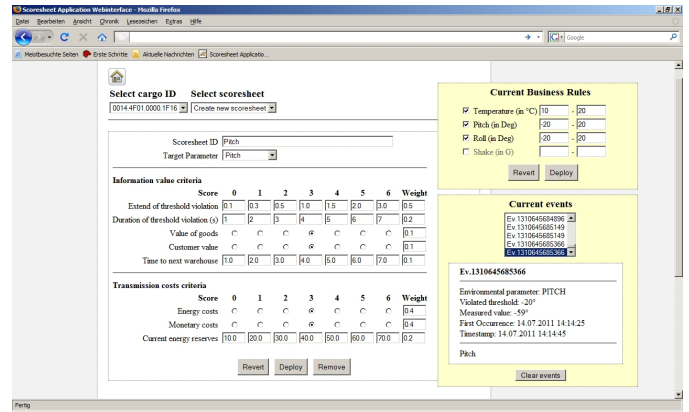 Scoresheet Application Webinterface - Mozilla Firefox
Datei Bearbeiten Ansicht Chronik Lesezeichen Extras Hilfe
Google
Meistbesuchte Seiten Erste Schritte Aktuelle Nachrichten Scoresheet Applicatio...
Select cargo ID Select scoresheet
0014.4F01.0000.1F16 Create new scoresheet
Scoresheet ID Pitch
Target Parameter Pitch
Information value criteria
Score 0 1 2 3 4 5 6 Weight
Extend of threshold violation 0.1 0.3 0.5 1.0 1.5 2.0 3.0 0.5
Duration of threshold violation (s) 1 2 3 4 5 6 7 0.2
Value of goods 0.1
Customer value 0.1
Time to next warehouse 1.0 2.0 3.0 4.0 5.0 6.0 7.0 0.1
Transmission costs criteria
Score 0 1 2 3 4 5 6 Weight
Energy costs 0.4
Monetary costs 0.4
Current energy reserves 10.0 20.0 30.0 40.0 50.0 60.0 70.0 0.2
Revert Deploy Remove
Current Business Rules
Temperature (in °C) 10 - 20
Pitch (in Deg) -20 - 20
Roll (in Deg) -20 - 20
Shake (in G) -
Revert Deploy
Current events
Ev.1310645684896
Ev.1310645685149
Ev.1310645685149
Ev.1310645685366
Ev.1310645685366
Ev.1310645685366
Environmental parameter: PITCH
Violated threshold: -20°
Measured value: -59°
First Occurrence: 14.07.2011 14:14:25
Timestamp: 14.07.2011 14:14:45
Pitch
Clear events
Fertig